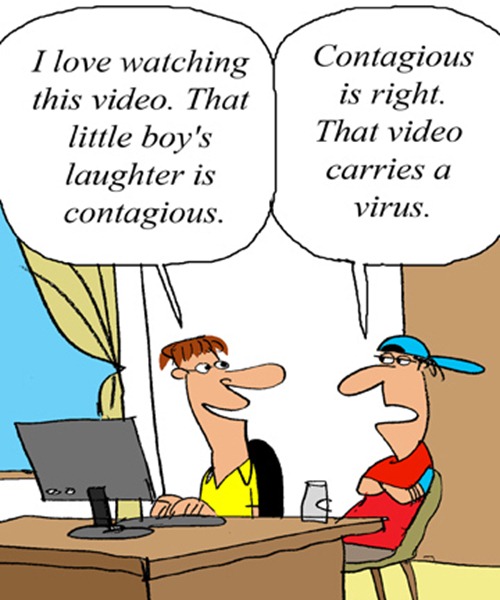 I love watching
this video. That
little boy's
laughter is
contagious.
Contagious
is right.
That video
carries a
virus.